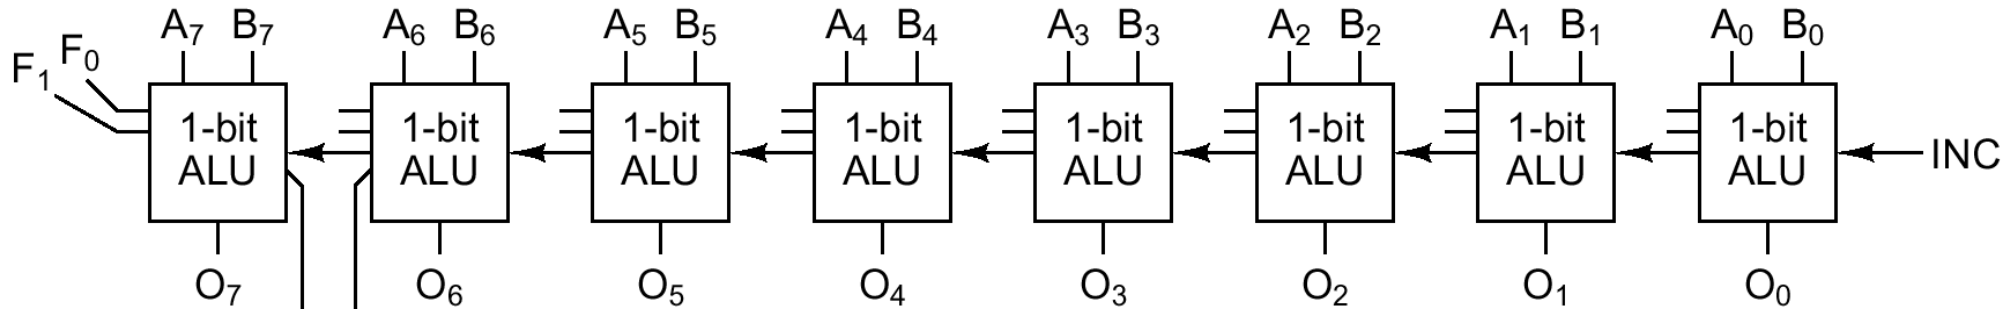 F₁ F₀ A₇ B₇ A₆ B₆ A₅ B₅ A₄ B₄ A₃ B₃ A₂ B₂ A₁ B₁ A₀ B₀
1-bit 1-bit 1-bit 1-bit 1-bit 1-bit 1-bit 1-bit
ALU ALU ALU ALU ALU ALU ALU ALU INC
O₇ O₆ O₅ O₄ O₃ O₂ O₁ O₀